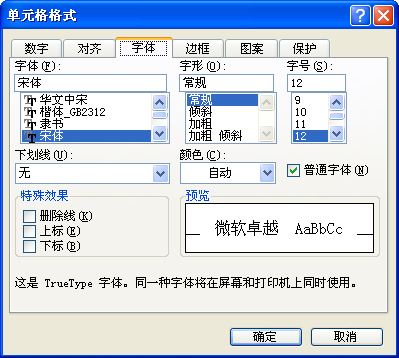 单元格格式
数字 对齐 字体 边框 图案 保护
字体(F): 字形(O): 字号(S):
宋体 常规 12
华文中宋 常规 9
楷体_GB2312 倾斜 10
隶书 加粗 11
宋体 加粗 倾斜 12
下划线(U): 颜色(C):
无 自动 普通字体(N)
特殊效果 预览
删除线(K)
上标(E)
下标(B)
微软卓越 AaBbCc
这是 TrueType 字体。同一种字体将在屏幕和打印机上同时使用。
确定 取消